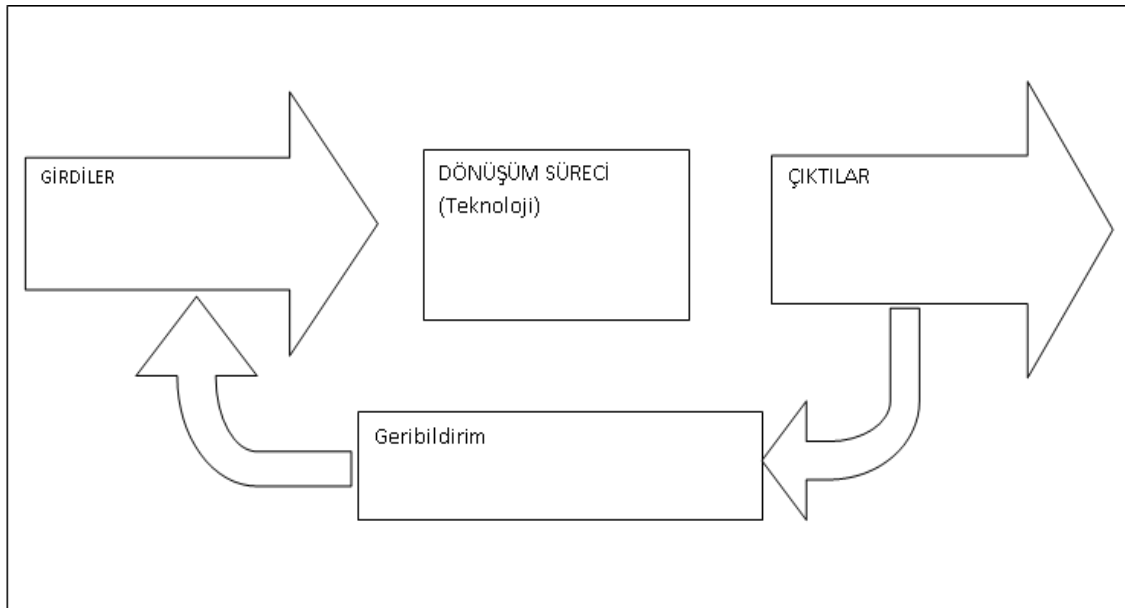 GİRDİLER
DÖNÜŞÜM SÜRECİ
(Teknoloji)
ÇIKTILAR
Geribildirim